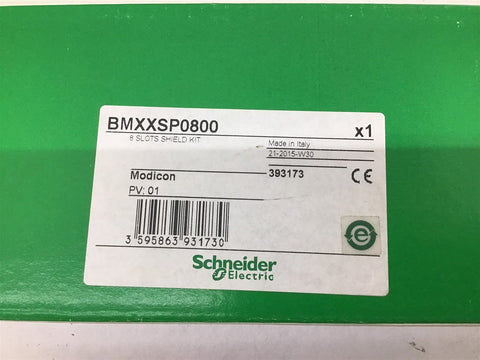 BMXXSP0800 x1
8 SLOTS SHIELD KIT
Made in Italy
21-2015-W30
Modicon 393173 CE
PV: 01
3 595863 931730
e
Schneider
Electric